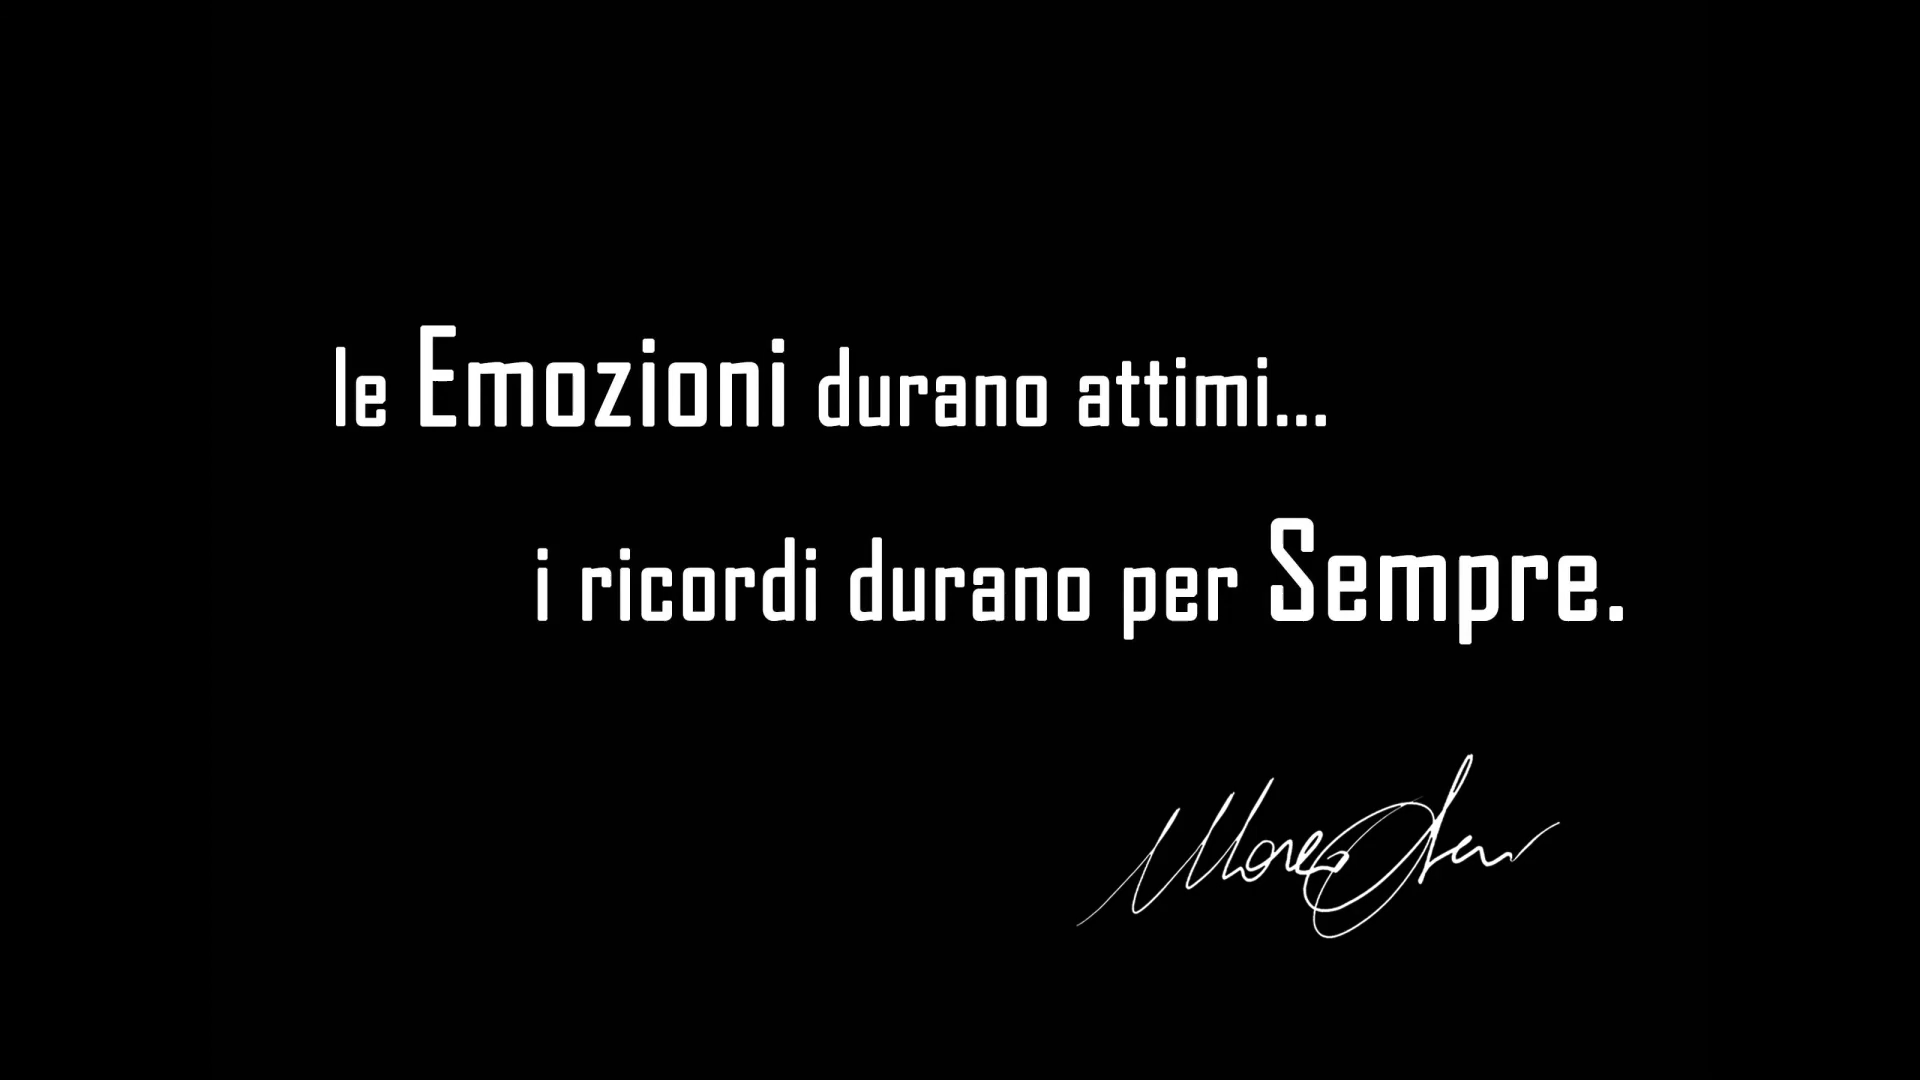 le Emozioni durano attimi...
i ricordi durano per Sempre.